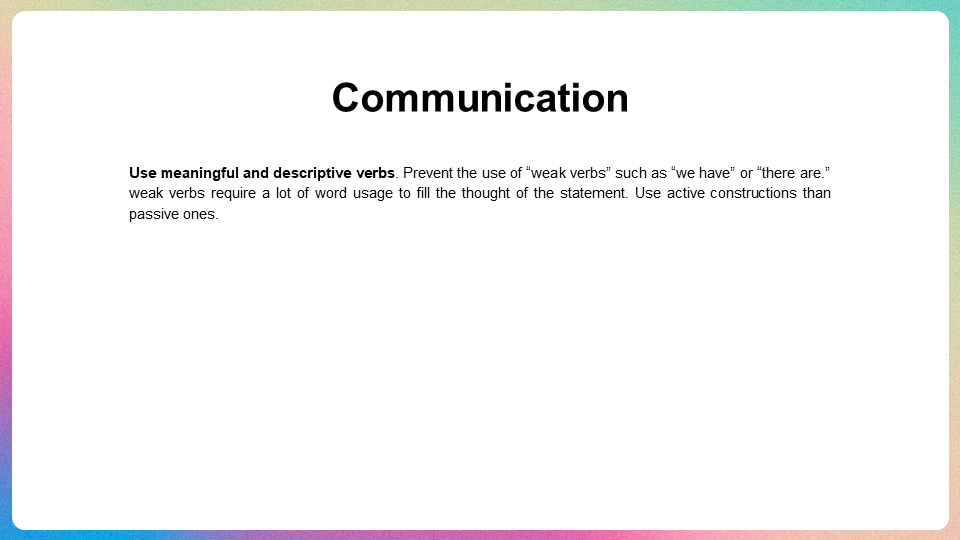 Communication
Use meaningful and descriptive verbs. Prevent the use of “weak verbs” such as “we have” or “there are.”
weak verbs require a lot of word usage to fill the thought of the statement. Use active constructions than
passive ones.